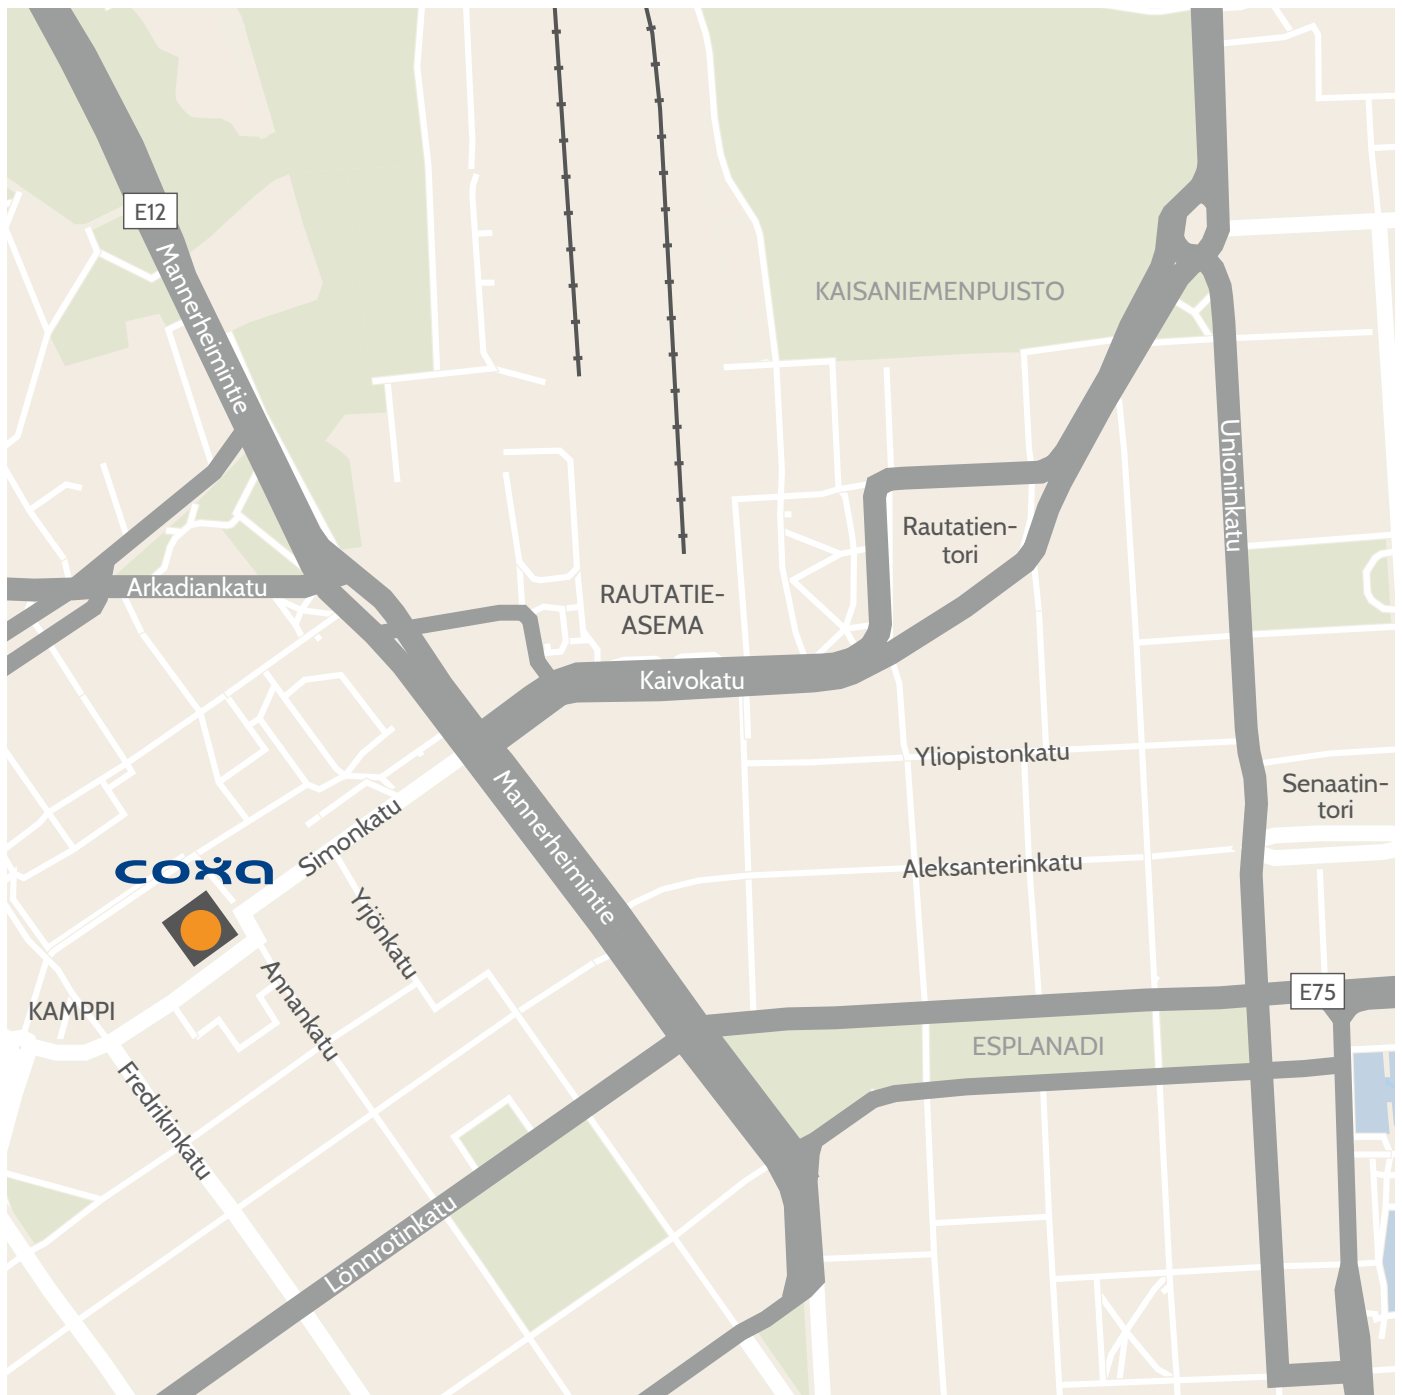 E12
Mannerheimintie
KAISANIEMENPUISTO
Unioninkatu
Rautatien-
tori
Arkadiankatu
RAUTATIE-
ASEMA
Kaivokatu
Yliopistonkatu
Senaatin-
tori
Mannerheimintie
Simonkatu
Aleksanterinkatu
coxa
Yrjönkatu
Annankatu
KAMPPI
E75
ESPLANADI
Fredrikinkatu
Lönnrotinkatu